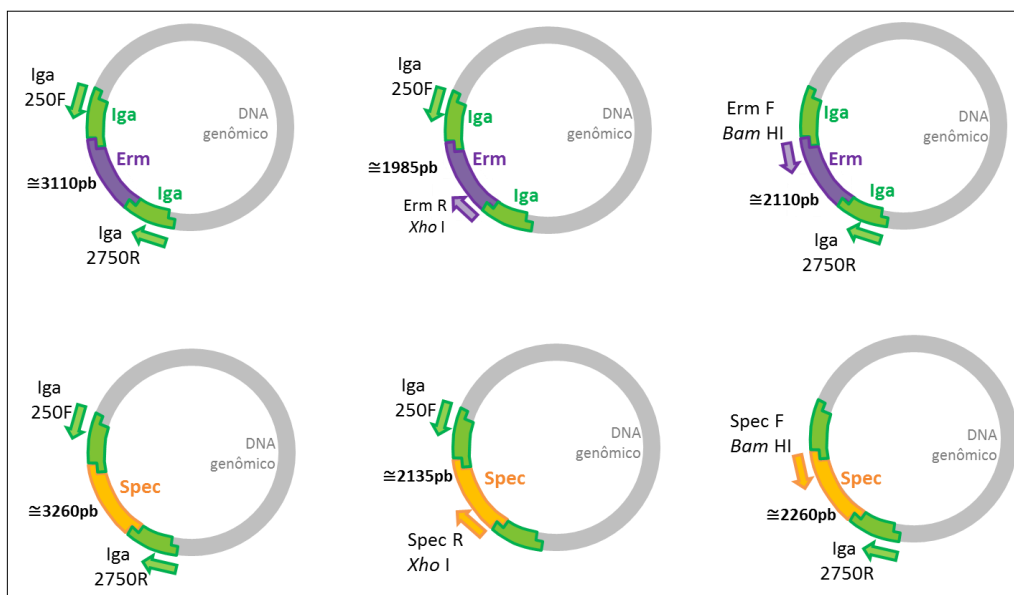 Iga
250F
Iga
Erm
≅3110pb
Iga
Iga
2750R
DNA
genômico
Iga
250F
Iga
Erm
≅1985pb
Iga
Erm R
Xho I
DNA
genômico
Erm F
Bam HI
Iga
Erm
≅2110pb
Iga
Iga
2750R
DNA
genômico
Iga
250F
Spec
≅3260pb
Iga
2750R
DNA
genômico
Iga
250F
≅2135pb
Spec
Spec R
Xho I
DNA
genômico
Spec F
Bam HI
Spec
≅2260pb
Iga
2750R
DNA
genômico